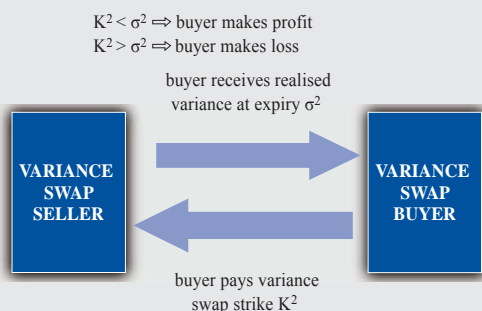 K² < σ² ⇒ buyer makes profit
K² > σ² ⇒ buyer makes loss
buyer receives realised
variance at expiry σ²
VARIANCE
SWAP
SELLER
VARIANCE
SWAP
BUYER
buyer pays variance
swap strike K²